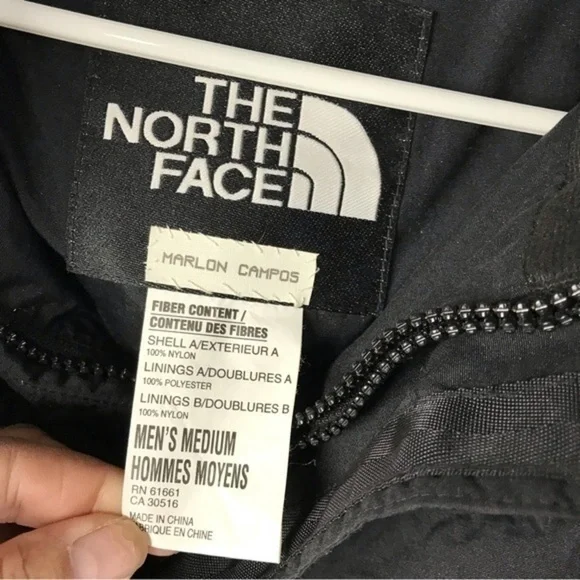 THE
NORTH
FACE
MARLON CAMPOS
FIBER CONTENT/
CONTENU DES FIBRES
SHELL A/EXTERIEUR A
100% NYLON
LININGS A/DOUBLURES A
100% POLYESTER
LININGS B/DOUBLURES B
100% NYLON
MEN'S MEDIUM
HOMMES MOYENS
RN 61661
CA 30516
MADE IN CHINA
BRIQUE EN CHINE